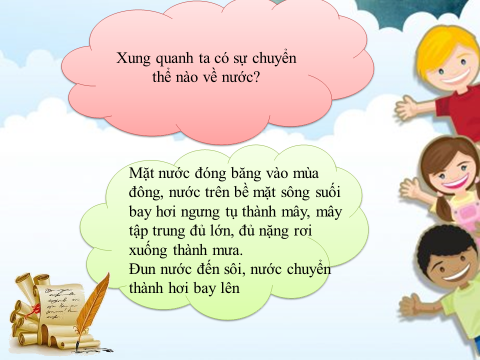 Xung quanh ta có sự chuyển
thể nào về nước?
Mặt nước đóng băng vào mùa
đông, nước trên bề mặt sông suối
bay hơi ngưng tụ thành mây, mây
tập trung đủ lớn, đủ nặng rơi
xuống thành mưa.
Đun nước đến sôi, nước chuyển
thành hơi bay lên